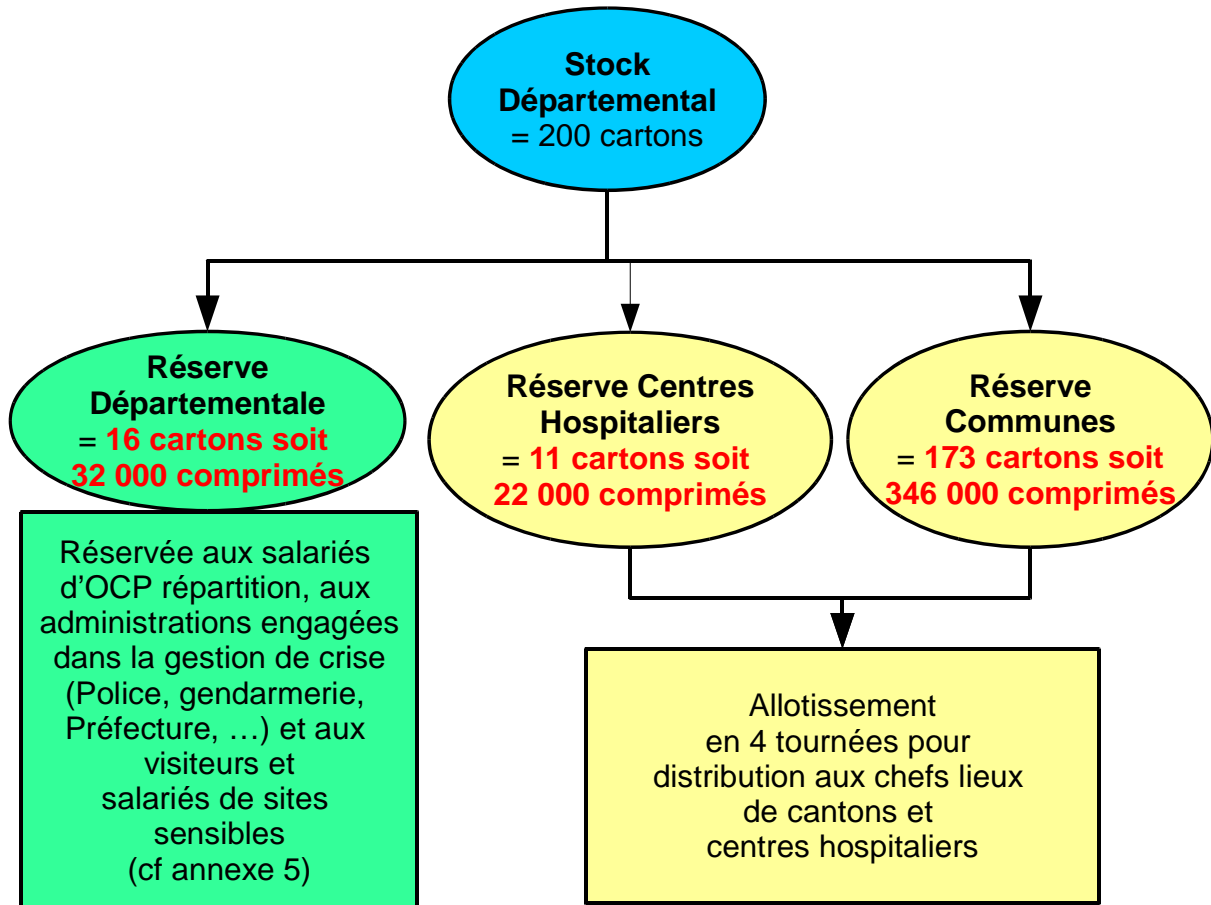 Stock
Départemental
= 200 cartons
Réserve
Départementale
= 16 cartons soit
32 000 comprimés
Réserve Centres
Hospitaliers
= 11 cartons soit
22 000 comprimés
Réserve
Communes
= 173 cartons soit
346 000 comprimés
Réservée aux salariés
d’OCP répartition, aux
administrations engagées
dans la gestion de crise
(Police, gendarmerie,
Préfecture, …) et aux
visiteurs et
salariés de sites
sensibles
(cf annexe 5)
Allotissement
en 4 tournées pour
distribution aux chefs lieux
de cantons et
centres hospitaliers